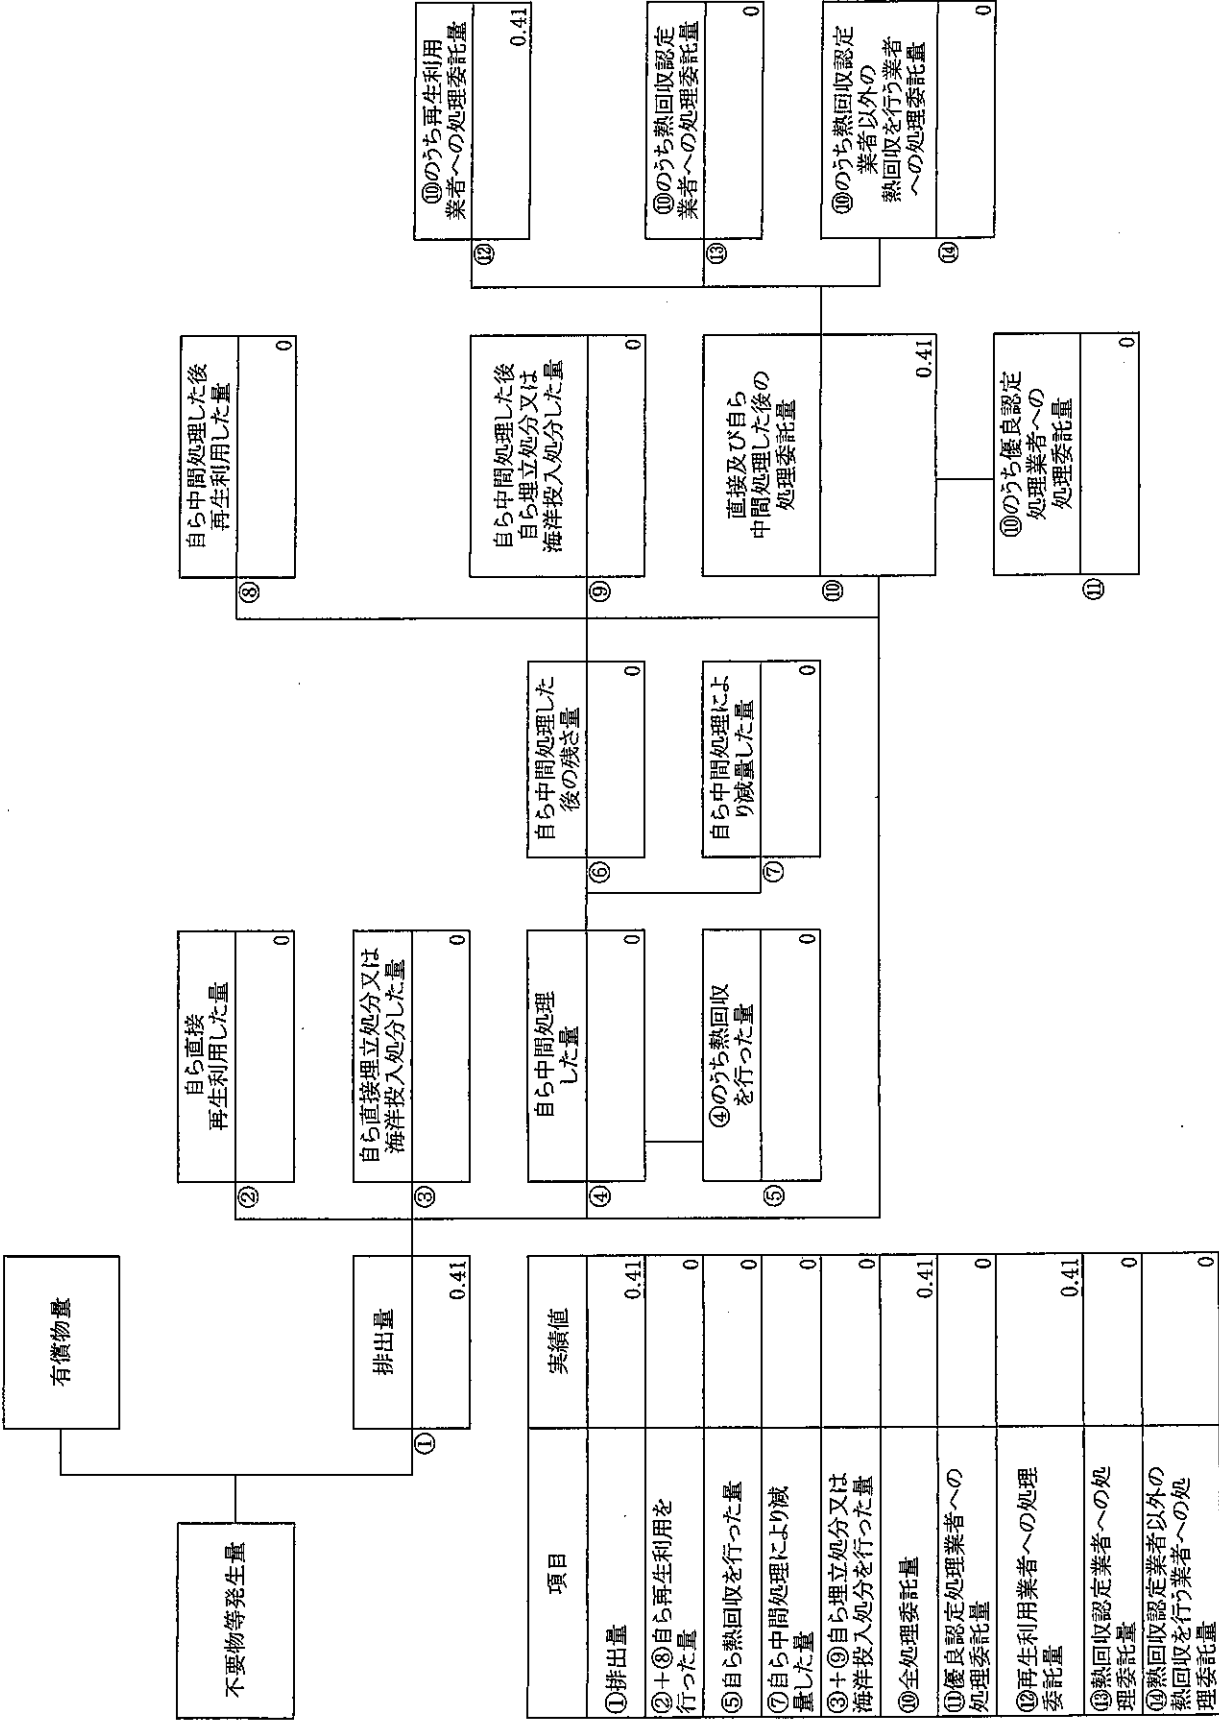 有償物量
不要物等発生量
①
排出量
0.41
②
自ら直接
再生利用した量
0
③
自ら直接埋立処分又は
海洋投入処分した量
0
④
自ら中間処理
した量
0
⑤
④のうち熱回収
を行った量
0
⑥
自ら中間処理した
後の残さ量
0
⑦
自ら中間処理によ
り減量した量
0
⑧
自ら中間処理した後
再生利用した量
0
⑨
自ら中間処理した後
自ら埋立処分又は
海洋投入処分した量
0
⑩
直接及び自ら
中間処理した後の
処理委託量
0.41
⑪
⑩のうち優良認定
処理業者への
処理委託量
0
⑫
⑩のうち再生利用
業者への処理委託量
0.41
⑬
⑩のうち熱回収認定
業者への処理委託量
0
⑭
⑩のうち熱回収認定
業者以外の
熱回収を行う業者
への処理委託量
0
項目
実績値
①排出量
0.41
②+⑧自ら再生利用を
行った量
0
⑤自ら熱回収を行った量
0
⑦自ら中間処理により減
量した量
0
③+⑨自ら埋立処分又は
海洋投入処分を行った量
0
⑩全処理委託量
0.41
⑪優良認定処理業者への
処理委託量
0
⑫再生利用業者への処理
委託量
0.41
⑬熱回収認定業者への処
理委託量
0
⑭熱回収認定業者以外の
熱回収を行う業者への処
理委託量
0